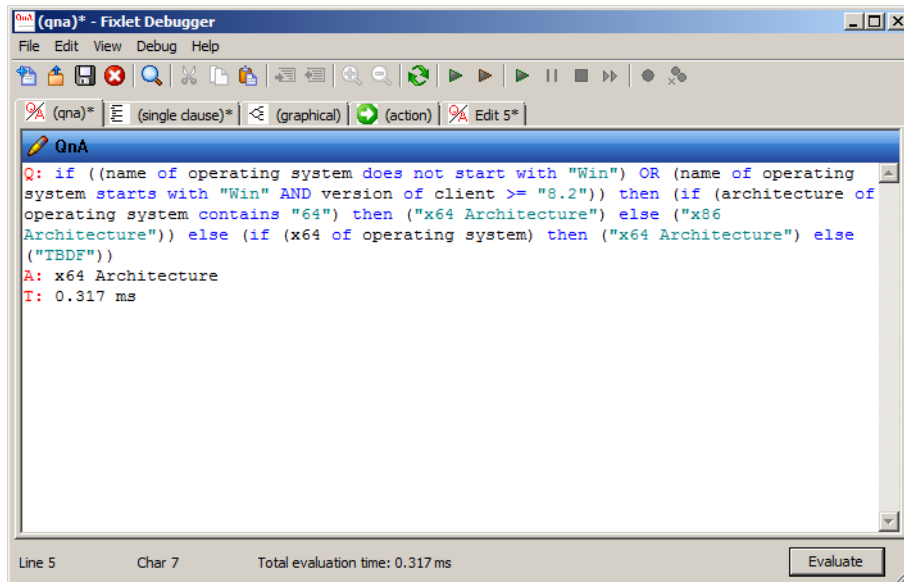 QnA (qna)* - Fixlet Debugger
File Edit View Debug Help
(qna)* (single clause)* (graphical) (action) Edit 5*
QnA
Q: if ((name of operating system does not start with "Win") OR (name of operating
system starts with "Win" AND version of client >= "8.2")) then (if (architecture of
operating system contains "64") then ("x64 Architecture") else ("x86
Architecture")) else (if (x64 of operating system) then ("x64 Architecture") else
("TBDF"))
A: x64 Architecture
T: 0.317 ms
Line 5 Char 7 Total evaluation time: 0.317 ms Evaluate